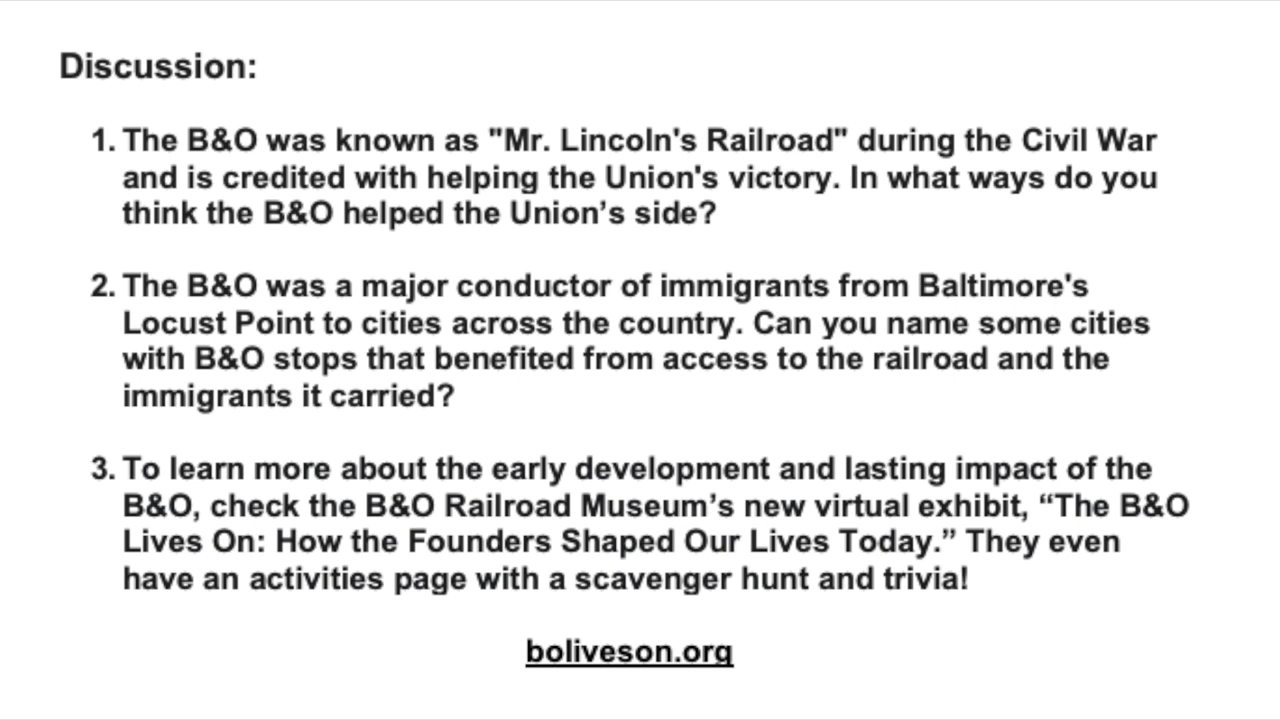 Discussion:
1. The B&O was known as "Mr. Lincoln's Railroad" during the Civil War
and is credited with helping the Union's victory. In what ways do you
think the B&O helped the Union’s side?
2. The B&O was a major conductor of immigrants from Baltimore's
Locust Point to cities across the country. Can you name some cities
with B&O stops that benefited from access to the railroad and the
immigrants it carried?
3. To learn more about the early development and lasting impact of the
B&O, check the B&O Railroad Museum’s new virtual exhibit, “The B&O
Lives On: How the Founders Shaped Our Lives Today.” They even
have an activities page with a scavenger hunt and trivia!
boliveson.org